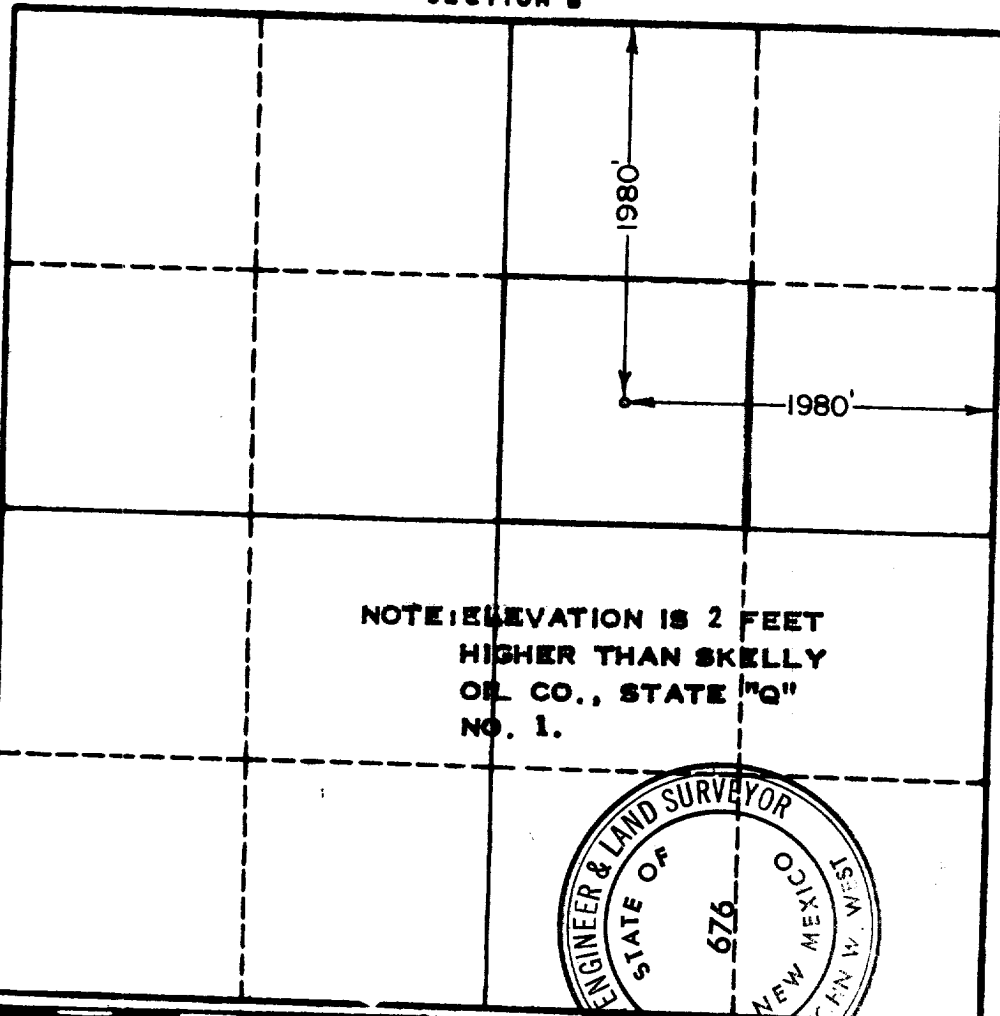 SECTION
1980'
1980'
NOTE: ELEVATION IS 2 FEET
HIGHER THAN SKELLY
OIL CO., STATE "Q"
NO. 1.
ENGINEER & LAND SURVEYOR
STATE OF
NEW MEXICO
676
W. WEST